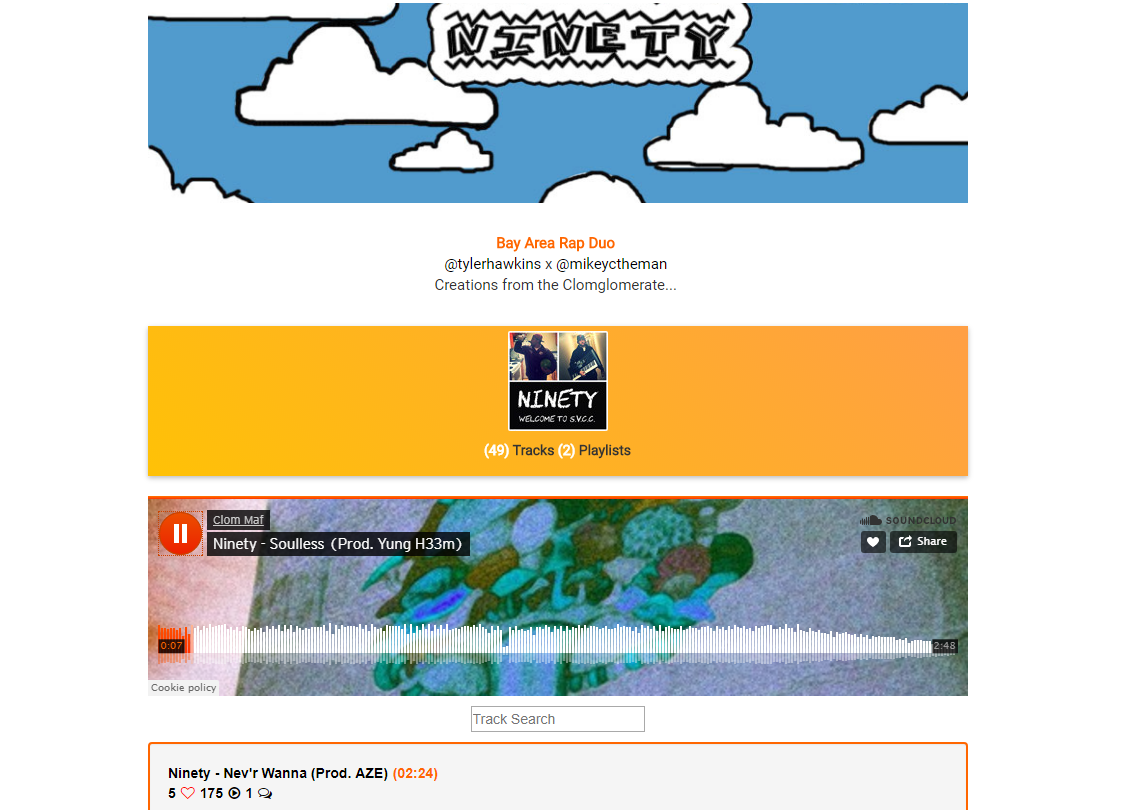 NINETY
Bay Area Rap Duo
@tylerhawkins x @mikeyctheman
Creations from the Clomglomerate...
NINETY
WELCOME TO S.V.C.C.
(49) Tracks (2) Playlists
Clom Maf
SOUNDCLOUD
Ninety - Soulless (Prod. Yung H33m)
Share
0:07
2:48
Cookie policy
Track Search
Ninety - Nev'r Wanna (Prod. AZE) (02:24)
5 175 1